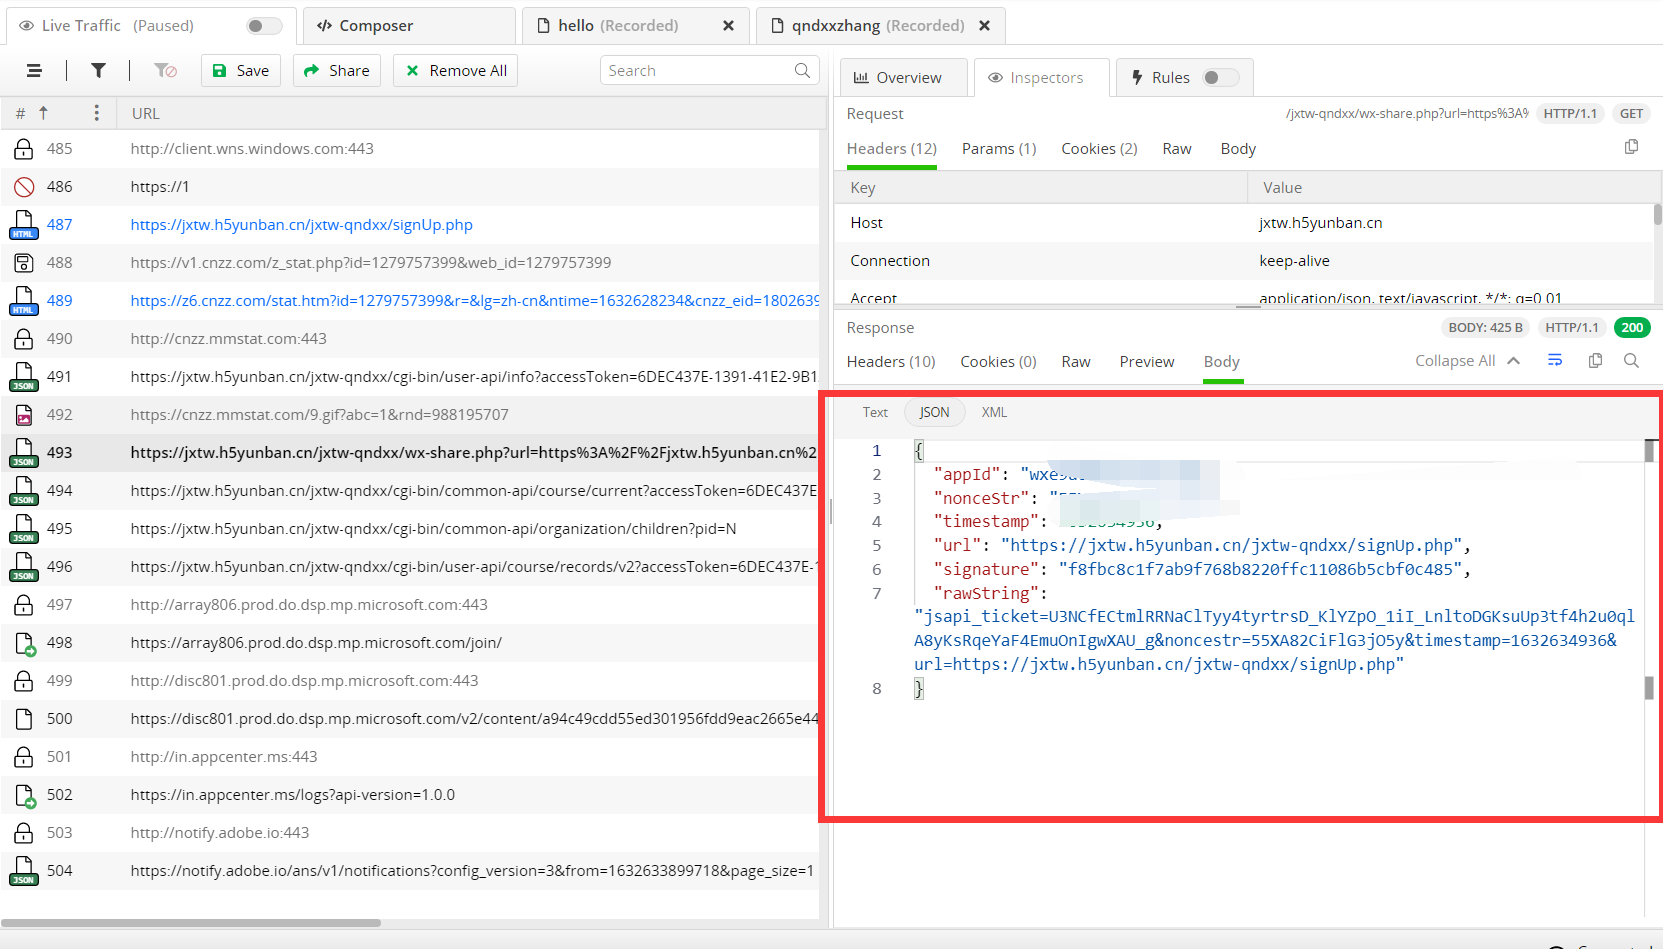 Live Traffic (Paused)
Composer
hello (Recorded)
qndxxzhang (Recorded)
Save
Share
Remove All
Search
#
URL
485 http://client.wns.windows.com:443
486 https://1
HTML 487 https://jxtw.h5yunban.cn/jxtw-qndxx/signUp.php
488 https://v1.cnzz.com/z_stat.php?id=1279757399&web_id=1279757399
HTML 489 https://z6.cnzz.com/stat.htm?id=1279757399&r=&lg=zh-cn&ntime=1632628234&cnzz_eid=1802639
490 http://cnzz.mmstat.com:443
JSON 491 https://jxtw.h5yunban.cn/jxtw-qndxx/cgi-bin/user-api/info?accessToken=6DEC437E-1391-41E2-9B1
492 https://cnzz.mmstat.com/9.gif?abc=1&rnd=988195707
JSON 493 https://jxtw.h5yunban.cn/jxtw-qndxx/wx-share.php?url=https%3A%2F%2Fjxtw.h5yunban.cn%2
JSON 494 https://jxtw.h5yunban.cn/jxtw-qndxx/cgi-bin/common-api/course/current?accessToken=6DEC437E
JSON 495 https://jxtw.h5yunban.cn/jxtw-qndxx/cgi-bin/common-api/organization/children?pid=N
JSON 496 https://jxtw.h5yunban.cn/jxtw-qndxx/cgi-bin/user-api/course/records/v2?accessToken=6DEC437E-1
497 http://array806.prod.do.dsp.mp.microsoft.com:443
498 https://array806.prod.do.dsp.mp.microsoft.com/join/
499 http://disc801.prod.do.dsp.mp.microsoft.com:443
500 https://disc801.prod.do.dsp.mp.microsoft.com/v2/content/a94c49cdd55ed301956fdd9eac2665e44
501 http://in.appcenter.ms:443
502 https://in.appcenter.ms/logs?api-version=1.0.0
503 http://notify.adobe.io:443
JSON 504 https://notify.adobe.io/ans/v1/notifications?config_version=3&from=1632633899718&page_size=1
Overview
Inspectors
Rules
Request /jxtw-qndxx/wx-share.php?url=https%3A% HTTP/1.1 GET
Headers (12) Params (1) Cookies (2) Raw Body
Key Value
Host jxtw.h5yunban.cn
Connection keep-alive
Accept application/json, text/javascript, */*; q=0.01
Response BODY: 425 B HTTP/1.1 200
Headers (10) Cookies (0) Raw Preview Body Collapse All
Text JSON XML
1 {
2 "appId":
3 "nonceStr":
4 "timestamp":
5 "url": "https://jxtw.h5yunban.cn/jxtw-qndxx/signUp.php",
6 "signature": "f8fbc8c1f7ab9f768b8220ffc11086b5cbf0c485",
7 "rawString":
"jsapi_ticket=U3NCfECtmlRRNaClTyy4tyrtrsD_KlYZpO_1iI_LnltoDGKsuUp3tf4h2u0ql
A8yKsRqeYaF4EmuOnIgwXAU_g&noncestr=55XA82CiFlG3jO5y&timestamp=1632634936&
url=https://jxtw.h5yunban.cn/jxtw-qndxx/signUp.php"
8 }